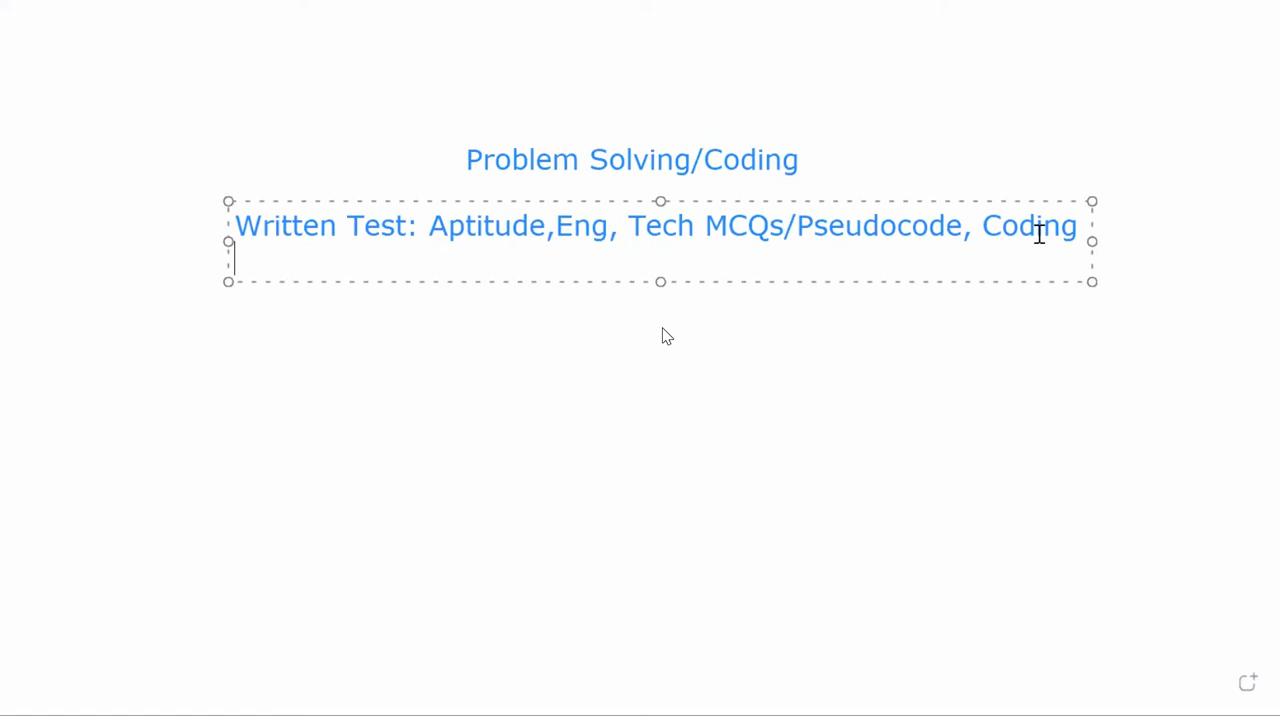 Problem Solving/Coding
Written Test: Aptitude,Eng, Tech MCQs/Pseudocode, Coding